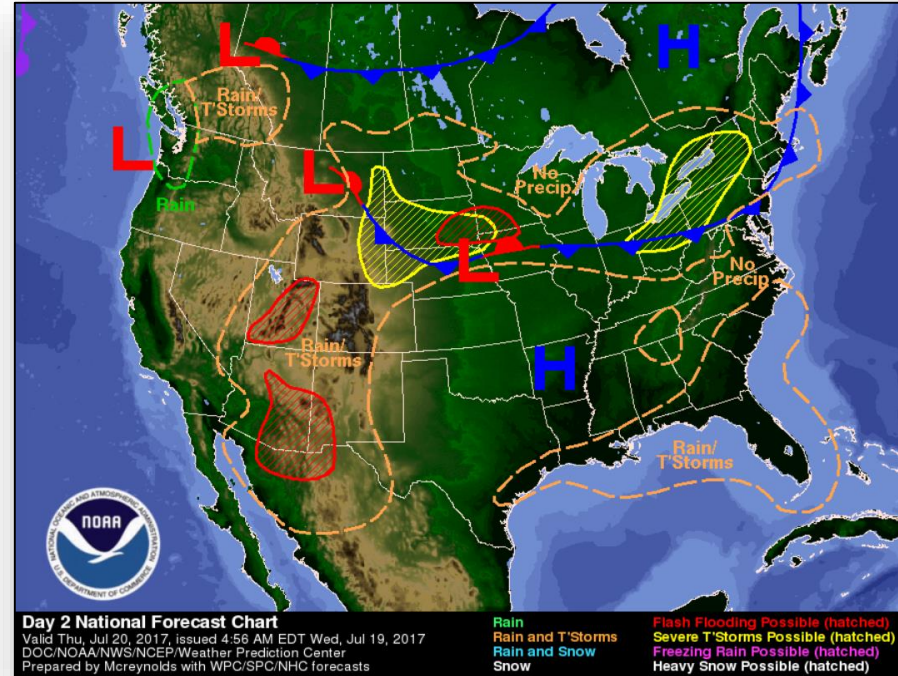 L
H
Rain/
T'Storms
L
Rain
L
No
Precip.
L
No
Precip.
Rain/
T'Storms
H
Rain/
T'Storms
NATIONAL OCEANIC AND ATMOSPHERIC ADMINISTRATION
NOAA
U.S. DEPARTMENT OF COMMERCE
Day 2 National Forecast Chart
Valid Thu, Jul 20, 2017, issued 4:56 AM EDT Wed, Jul 19, 2017
DOC/NOAA/NWS/NCEP/Weather Prediction Center
Prepared by Mcreynolds with WPC/SPC/NHC forecasts
Rain
Rain and T'Storms
Rain and Snow
Snow
Flash Flooding Possible (hatched)
Severe T'Storms Possible (hatched)
Freezing Rain Possible (hatched)
Heavy Snow Possible (hatched)